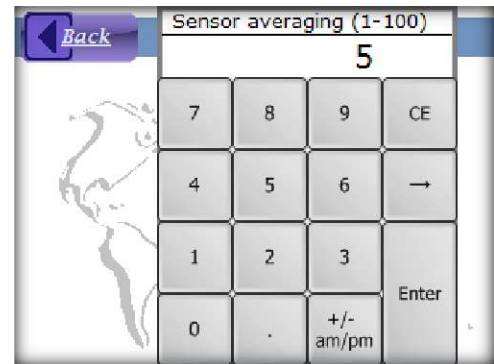 Back
Sensor averaging (1-100)
5
7 8 9 CE
4 5 6 →
1 2 3
Enter
0 . +/-
am/pm